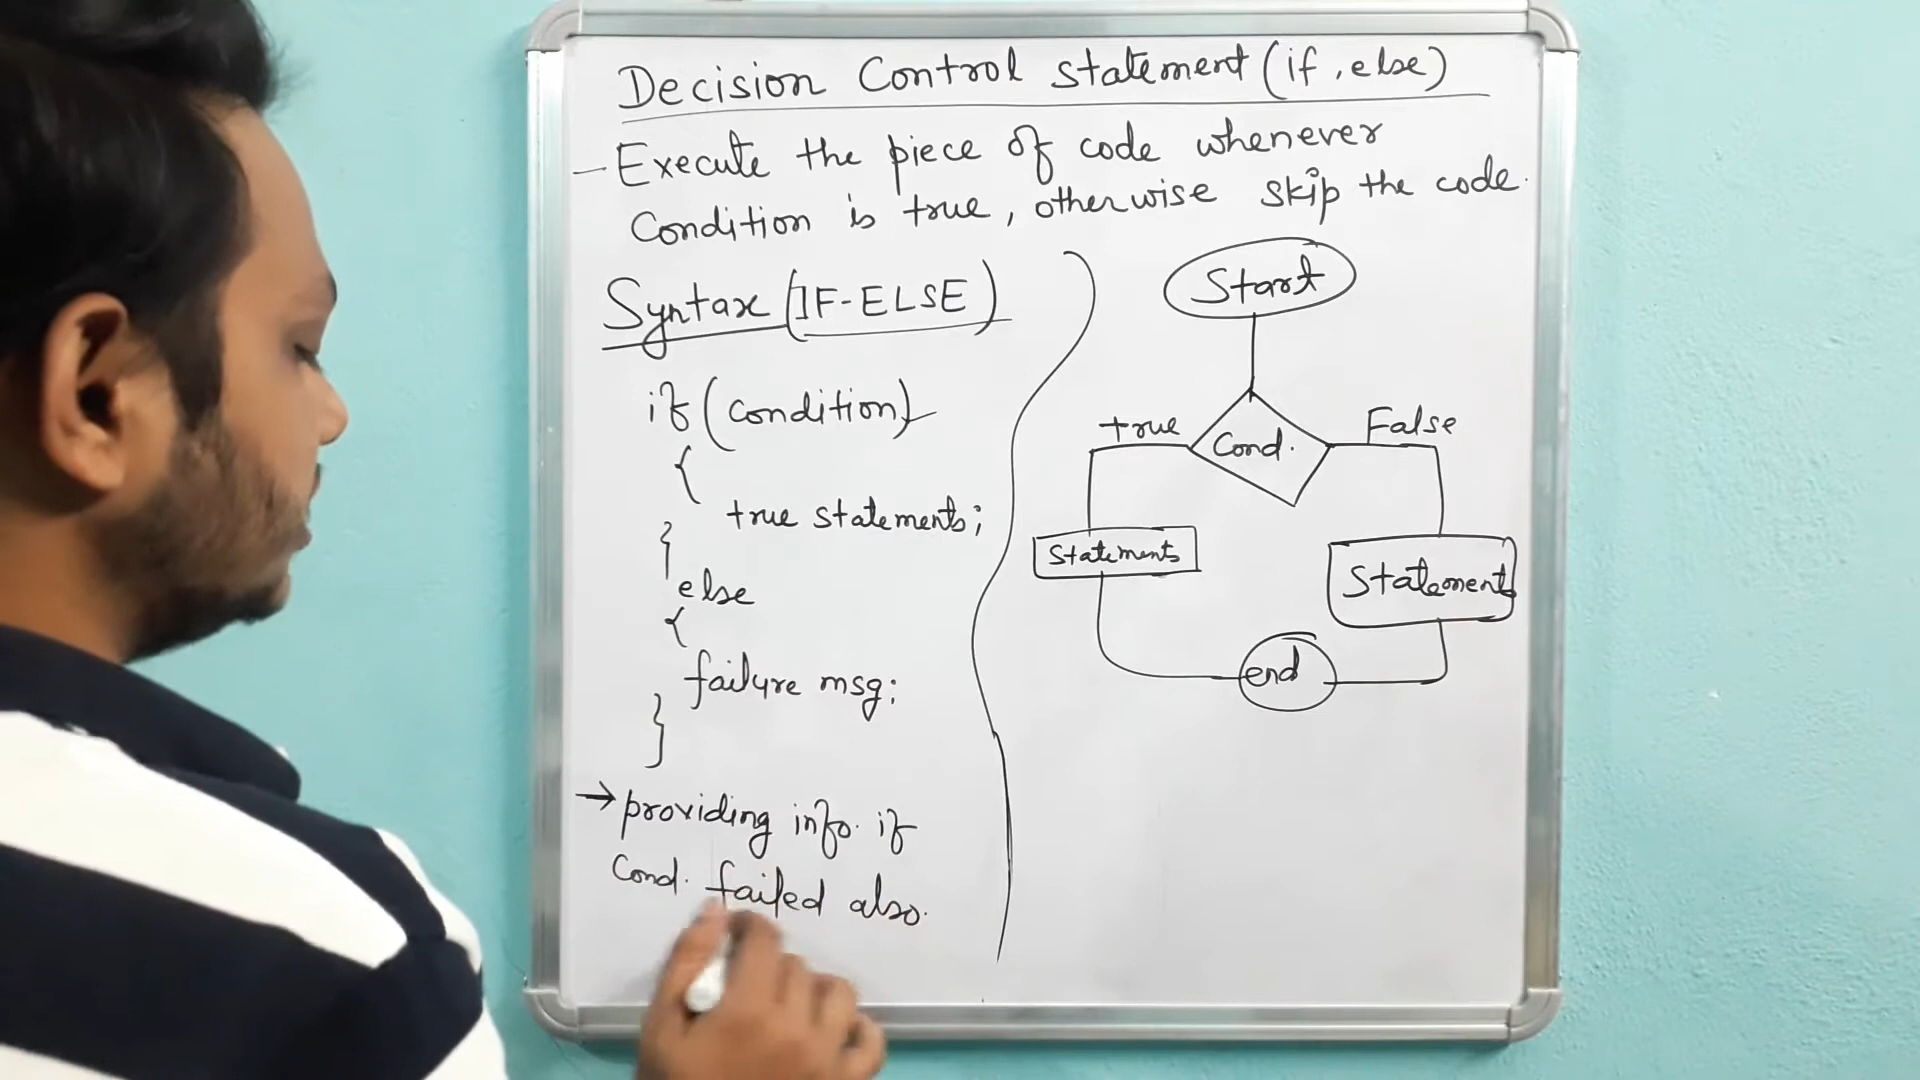 Decision Control statement (if, else)
- Execute the piece of code whenever
Condition is true, otherwise skip the code.
Syntax (IF-ELSE)
if (condition)
{
true statements;
}
else
{
failure msg;
}
→ providing info. if
Cond. failed also.
Start
true
Cond.
False
Statements
Statements
end